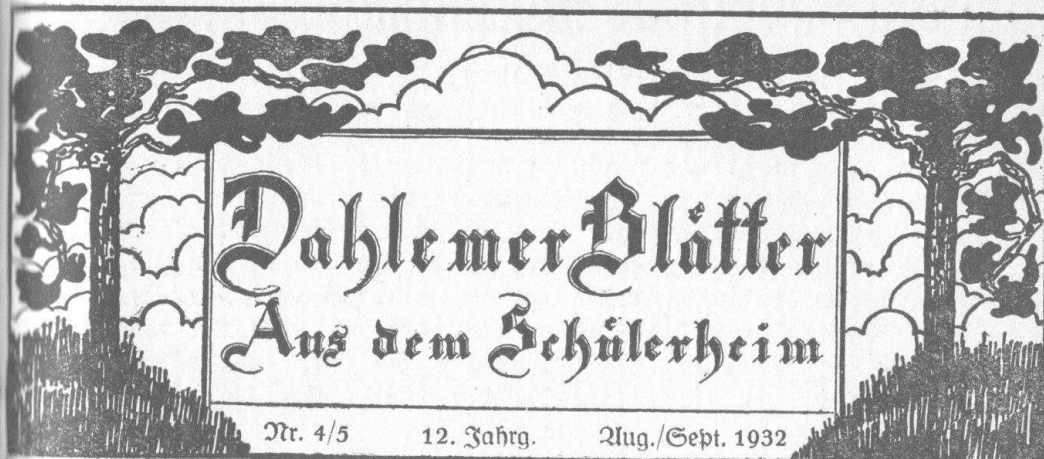 Dahlemer Blätter
Aus dem Schülerheim
Nr. 4/5 12. Jahrg. Aug./Sept. 1932